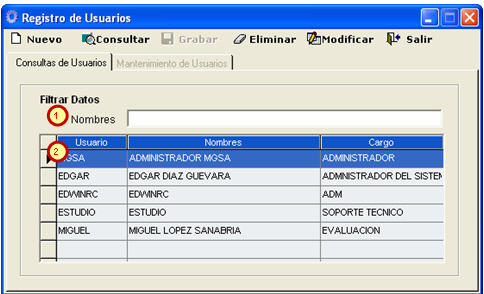 Registro de Usuarios
Nuevo Consultar Grabar Eliminar Modificar Salir
Consultas de Usuarios Mantenimiento de Usuarios
Filtrar Datos
1 Nombres
2 Usuario Nombres Cargo
MGSA ADMINISTRADOR MGSA ADMINISTRADOR
EDGAR EDGAR DIAZ GUEVARA ADMNISTRADOR DEL SISTEM
EDWINRC EDWINRC ADM
ESTUDIO ESTUDIO SOPORTE TECNICO
MIGUEL MIGUEL LOPEZ SANABRIA EVALUACION